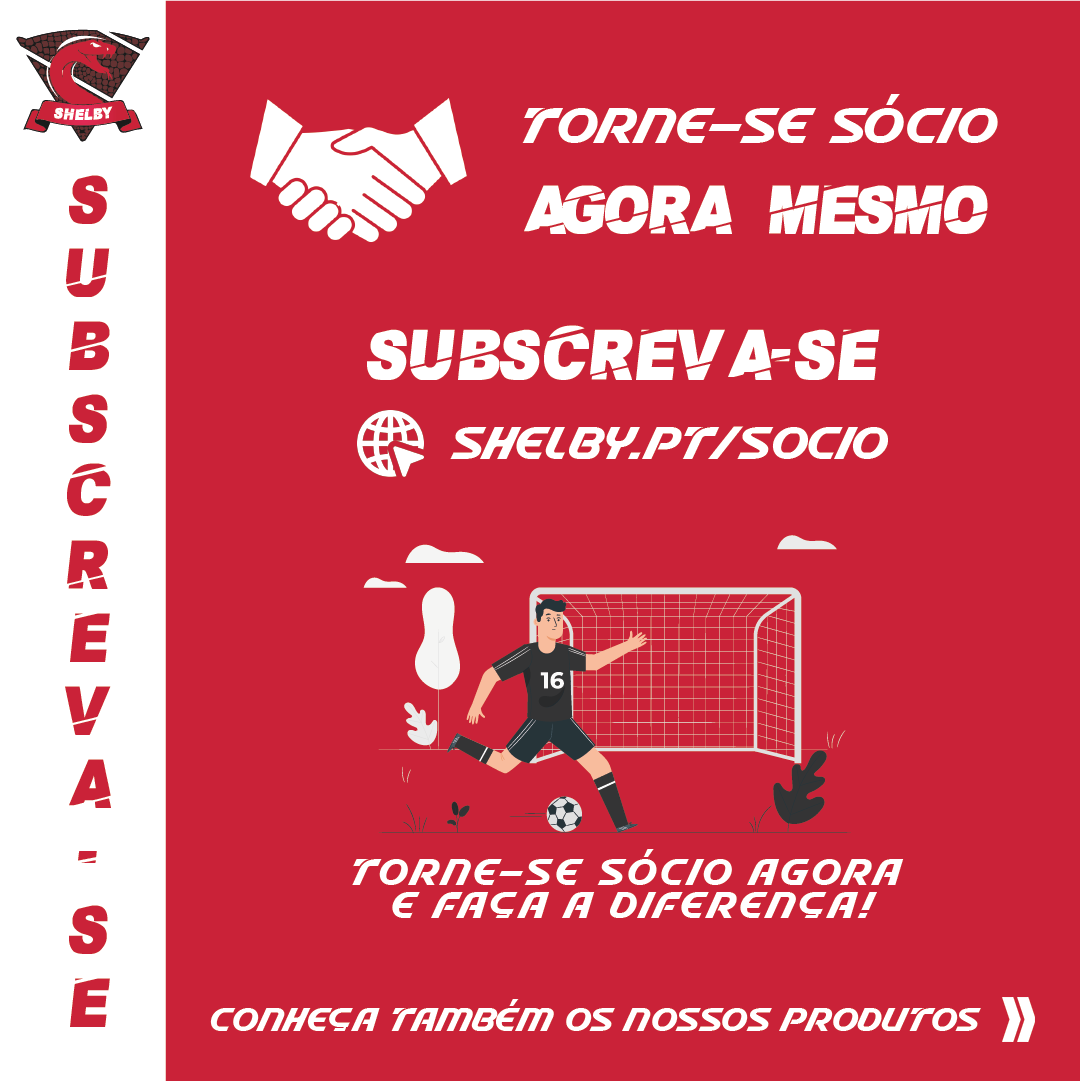 SHELBY
SUBSCREVA-SE
TORNE-SE SÓCIO
AGORA MESMO
SUBSCREVA-SE
SHELBY.PT/SOCIO
16
TORNE-SE SÓCIO AGORA
E FAÇA A DIFERENÇA!
CONHEÇA TAMBÉM OS NOSSOS PRODUTOS